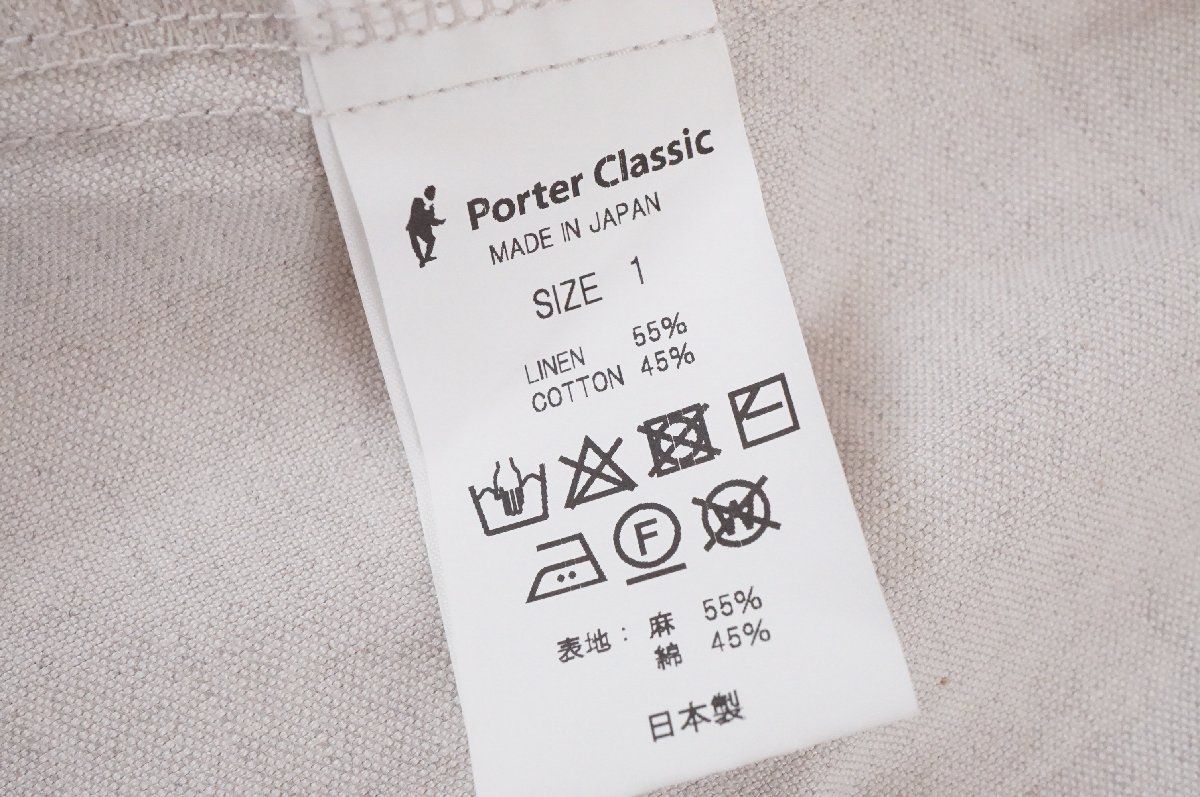 Porter Classic
MADE IN JAPAN
SIZE 1
LINEN 55%
COTTON 45%
F
W
表地: 麻 55%
綿 45%
日本製